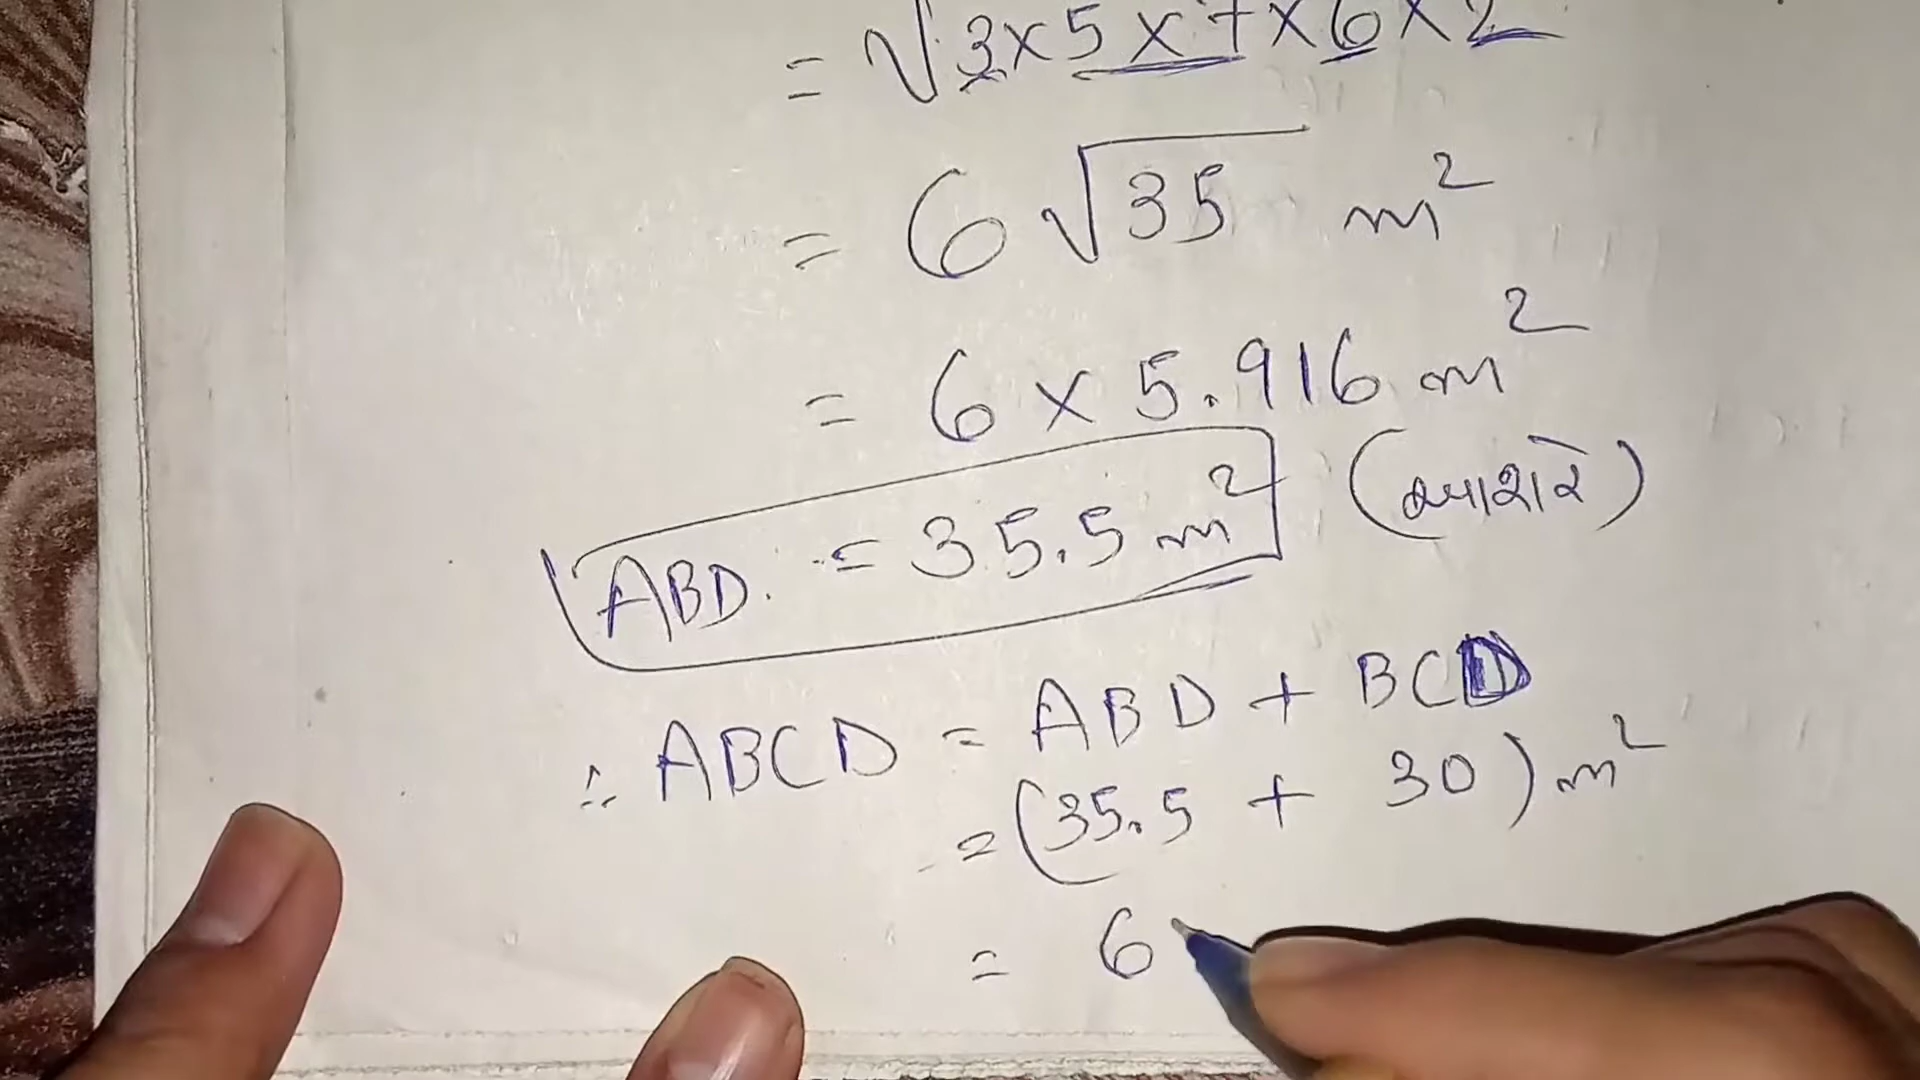 = √3×5×7×6×2
= 6√35 m²
= 6 × 5.916 m²
ABD. = 35.5 m² (આશરે)
∴ ABCD = ABD + BCD
= (35.5 + 30) m²
= 6